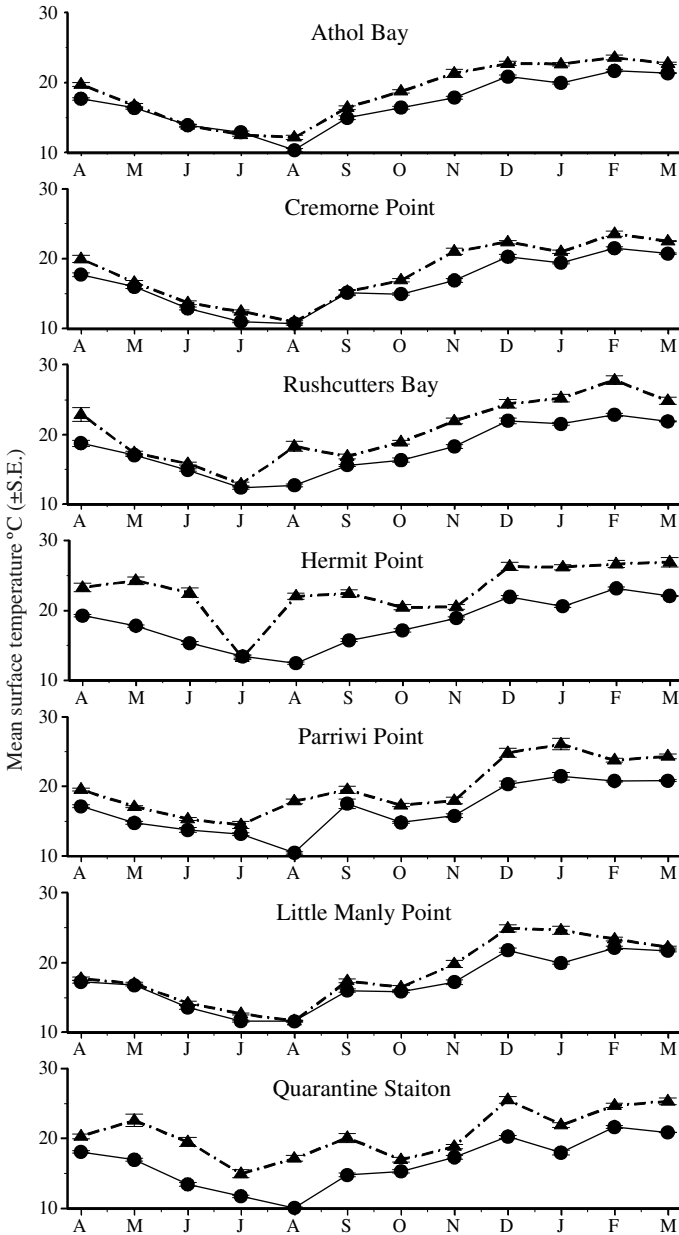 Mean surface temperature °C (±S.E.)
30
Athol Bay
20
10
A M J J A S O N D J F M
30
Cremorne Point
20
10
A M J J A S O N D J F M
30
Rushcutters Bay
20
10
A M J J A S O N D J F M
30
Hermit Point
20
10
A M J J A S O N D J F M
30
Parriwi Point
20
10
A M J J A S O N D J F M
30
Little Manly Point
20
10
A M J J A S O N D J F M
30
Quarantine Staiton
20
10
A M J J A S O N D J F M